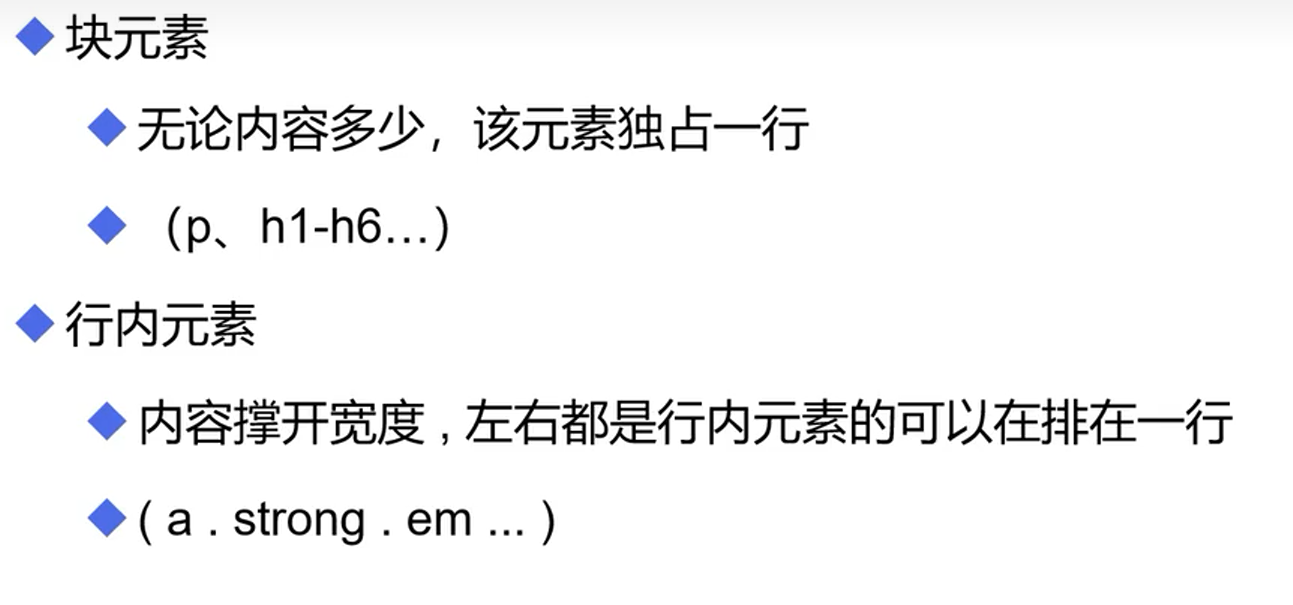 块元素
无论内容多少，该元素独占一行
（p、h1-h6…）
行内元素
内容撑开宽度 , 左右都是行内元素的可以在排在一行
( a . strong . em ... )